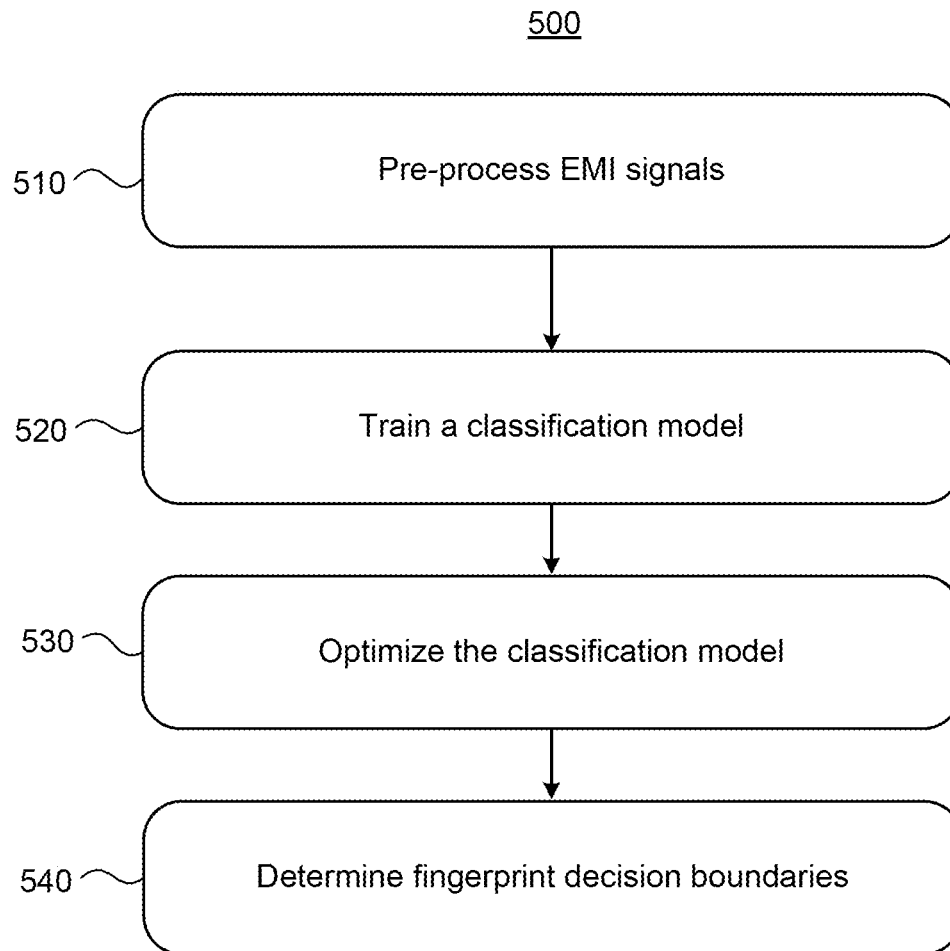 500
510
Pre-process EMI signals
520
Train a classification model
530
Optimize the classification model
540
Determine fingerprint decision boundaries